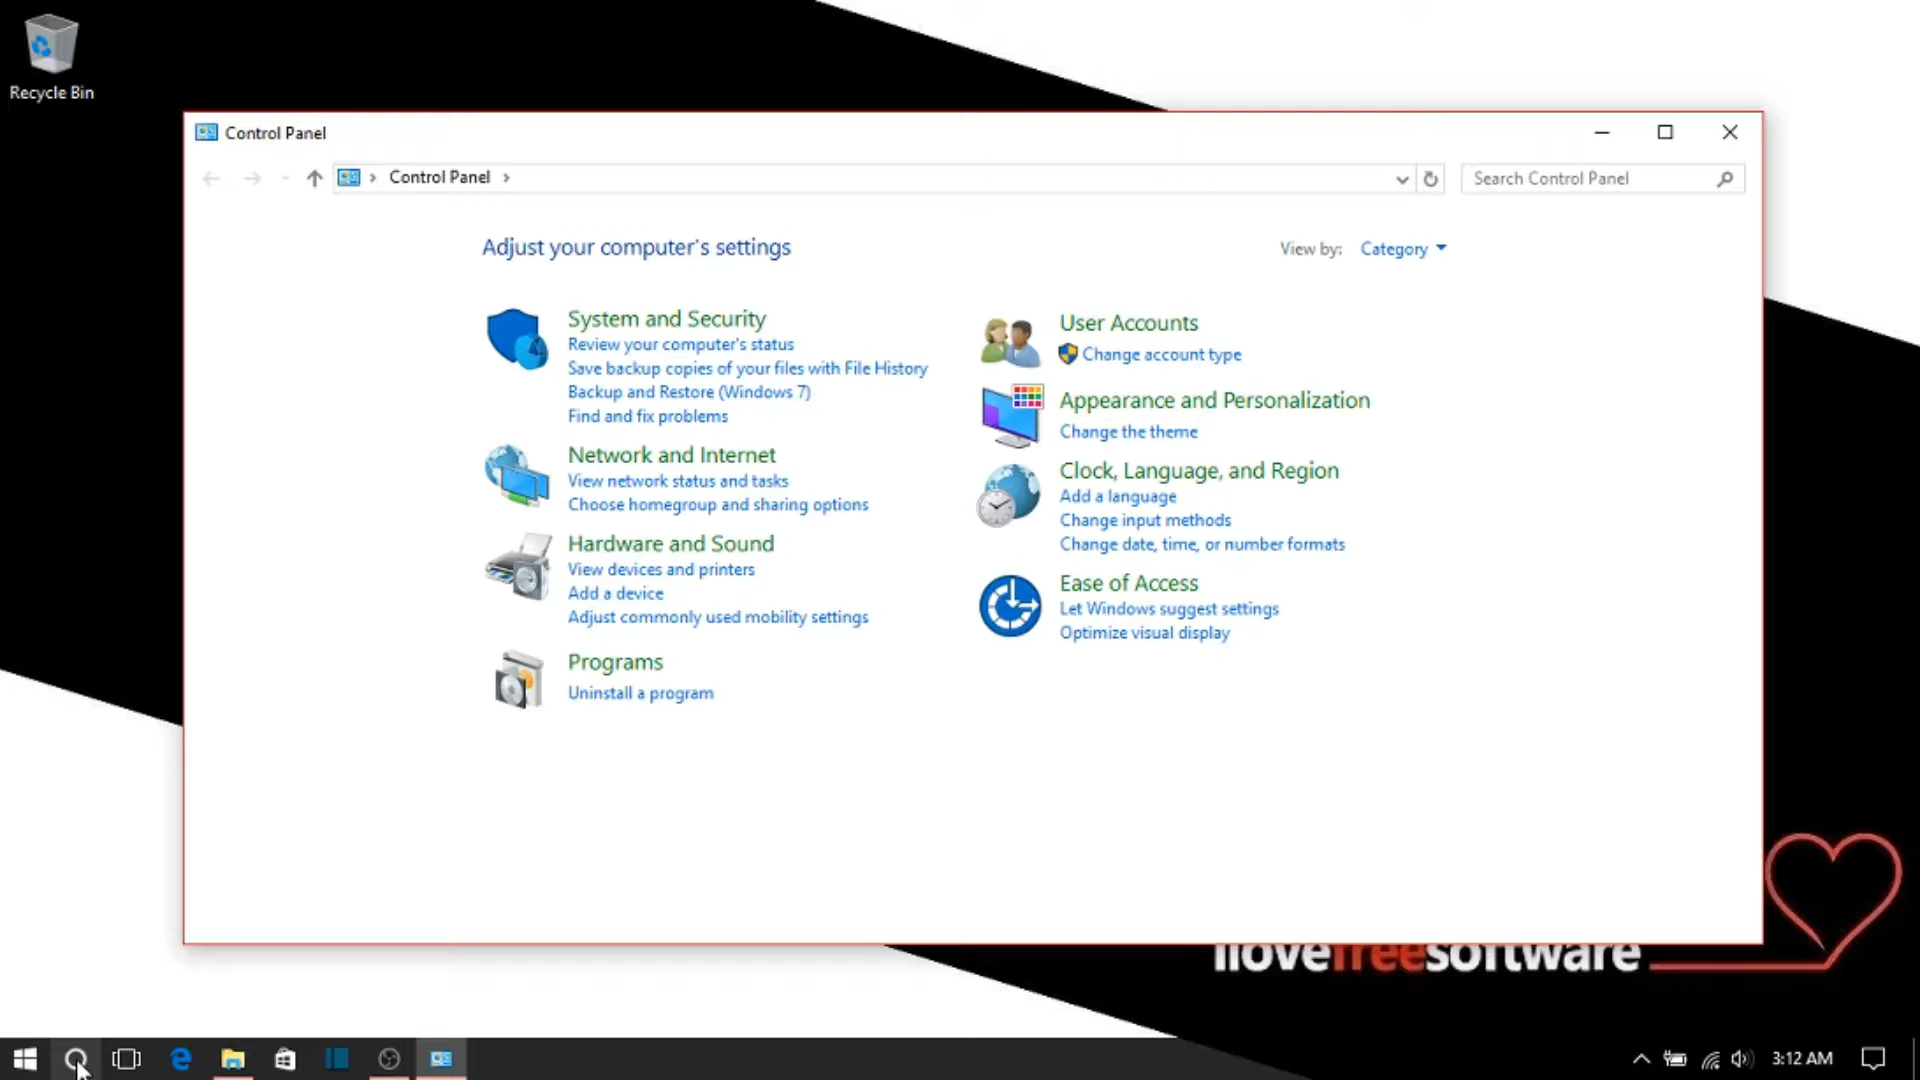 Recycle Bin
Control Panel
Control Panel
Search Control Panel
Adjust your computer's settings
View by: Category
System and Security
Review your computer's status
Save backup copies of your files with File History
Backup and Restore (Windows 7)
Find and fix problems
Network and Internet
View network status and tasks
Choose homegroup and sharing options
Hardware and Sound
View devices and printers
Add a device
Adjust commonly used mobility settings
Programs
Uninstall a program
User Accounts
Change account type
Appearance and Personalization
Change the theme
Clock, Language, and Region
Add a language
Change input methods
Change date, time, or number formats
Ease of Access
Let Windows suggest settings
Optimize visual display
ilovefreesoftware
3:12 AM